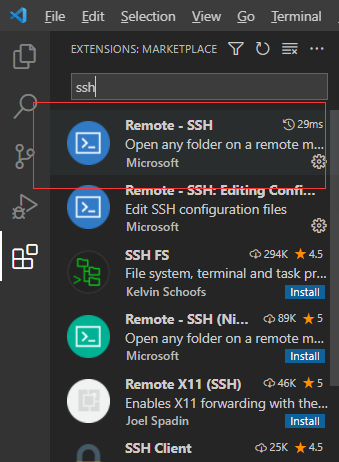 File Edit Selection View Go Terminal
EXTENSIONS: MARKETPLACE
ssh
Remote - SSH 29ms
Open any folder on a remote m...
Microsoft
Remote - SSH: Editing Confi...
Edit SSH configuration files
Microsoft
SSH FS 294K ★ 4.5
File system, terminal and task pr...
Kelvin Schoofs Install
Remote - SSH (Ni... 89K ★ 5
Open any folder on a remote m...
Microsoft Install
Remote X11 (SSH) 46K ★ 5
Enables X11 forwarding with the...
Joel Spadin Install
SSH Client 25K ★ 4.5